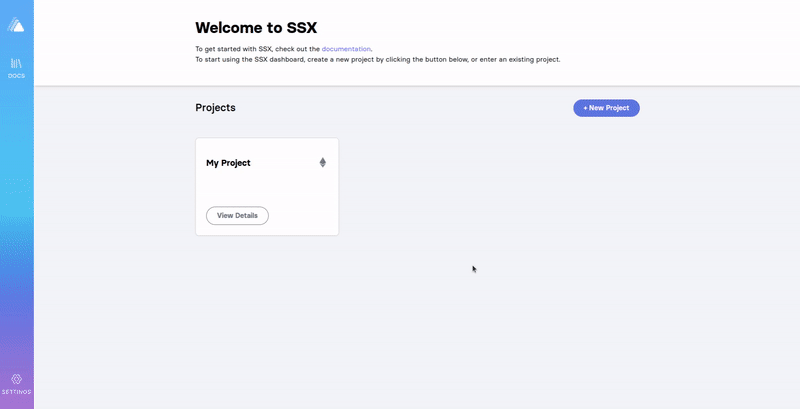 Welcome to SSX
To get started with SSX, check out the documentation.
To start using the SSX dashboard, create a new project by clicking the button below, or enter an existing project.
DOCS
Projects
+ New Project
My Project
View Details
SETTINGS